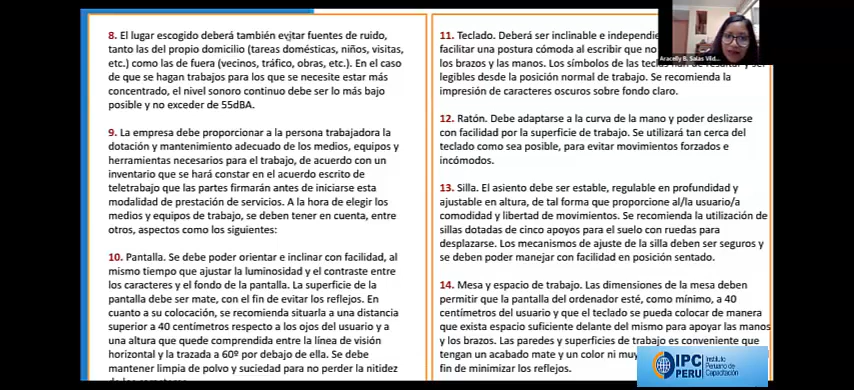 8. El lugar escogido deberá también evitar fuentes de ruido,
tanto las del propio domicilio (tareas domésticas, niños, visitas,
etc.) como las de fuera (vecinos, tráfico, obras, etc.). En el caso
de que se hagan trabajos para los que se necesite estar más
concentrado, el nivel sonoro continuo debe ser lo más bajo
posible y no exceder de 55dBA.
9. La empresa debe proporcionar a la persona trabajadora la
dotación y mantenimiento adecuado de los medios, equipos y
herramientas necesarios para el trabajo, de acuerdo con un
inventario que se hará constar en el acuerdo escrito de
teletrabajo que las partes firmarán antes de iniciarse esta
modalidad de prestación de servicios. A la hora de elegir los
medios y equipos de trabajo, se deben tener en cuenta, entre
otros, aspectos como los siguientes:
10. Pantalla. Se debe poder orientar e inclinar con facilidad, al
mismo tiempo que ajustar la luminosidad y el contraste entre
los caracteres y el fondo de la pantalla. La superficie de la
pantalla debe ser mate, con el fin de evitar los reflejos. En
cuanto a su colocación, se recomienda situarla a una distancia
superior a 40 centímetros respecto a los ojos del usuario y a
una altura que quede comprendida entre la línea de visión
horizontal y la trazada a 60º por debajo de ella. Se debe
mantener limpia de polvo y suciedad para no perder la nitidez
11. Teclado. Deberá ser inclinable e independie
facilitar una postura cómoda al escribir que no
los brazos y las manos. Los símbolos de las teclas
legibles desde la posición normal de trabajo. Se recomienda la
impresión de caracteres oscuros sobre fondo claro.
12. Ratón. Debe adaptarse a la curva de la mano y poder deslizarse
con facilidad por la superficie de trabajo. Se utilizará tan cerca del
teclado como sea posible, para evitar movimientos forzados e
incómodos.
13. Silla. El asiento debe ser estable, regulable en profundidad y
ajustable en altura, de tal forma que proporcione al/la usuario/a
comodidad y libertad de movimientos. Se recomienda la utilización de
sillas dotadas de cinco apoyos para el suelo con ruedas para
desplazarse. Los mecanismos de ajuste de la silla deben ser seguros y
se deben poder manejar con facilidad en posición sentado.
14. Mesa y espacio de trabajo. Las dimensiones de la mesa deben
permitir que la pantalla del ordenador esté, como mínimo, a 40
centímetros del usuario y que el teclado se pueda colocar de manera
que exista espacio suficiente delante del mismo para apoyar las manos
y los brazos. Las paredes y superficies de trabajo es conveniente que
tengan un acabado mate y un color ni muy
fin de minimizar los reflejos.
Aracelly B. Salas
IPC
PERU
Instituto
Peruano de
Capacitación